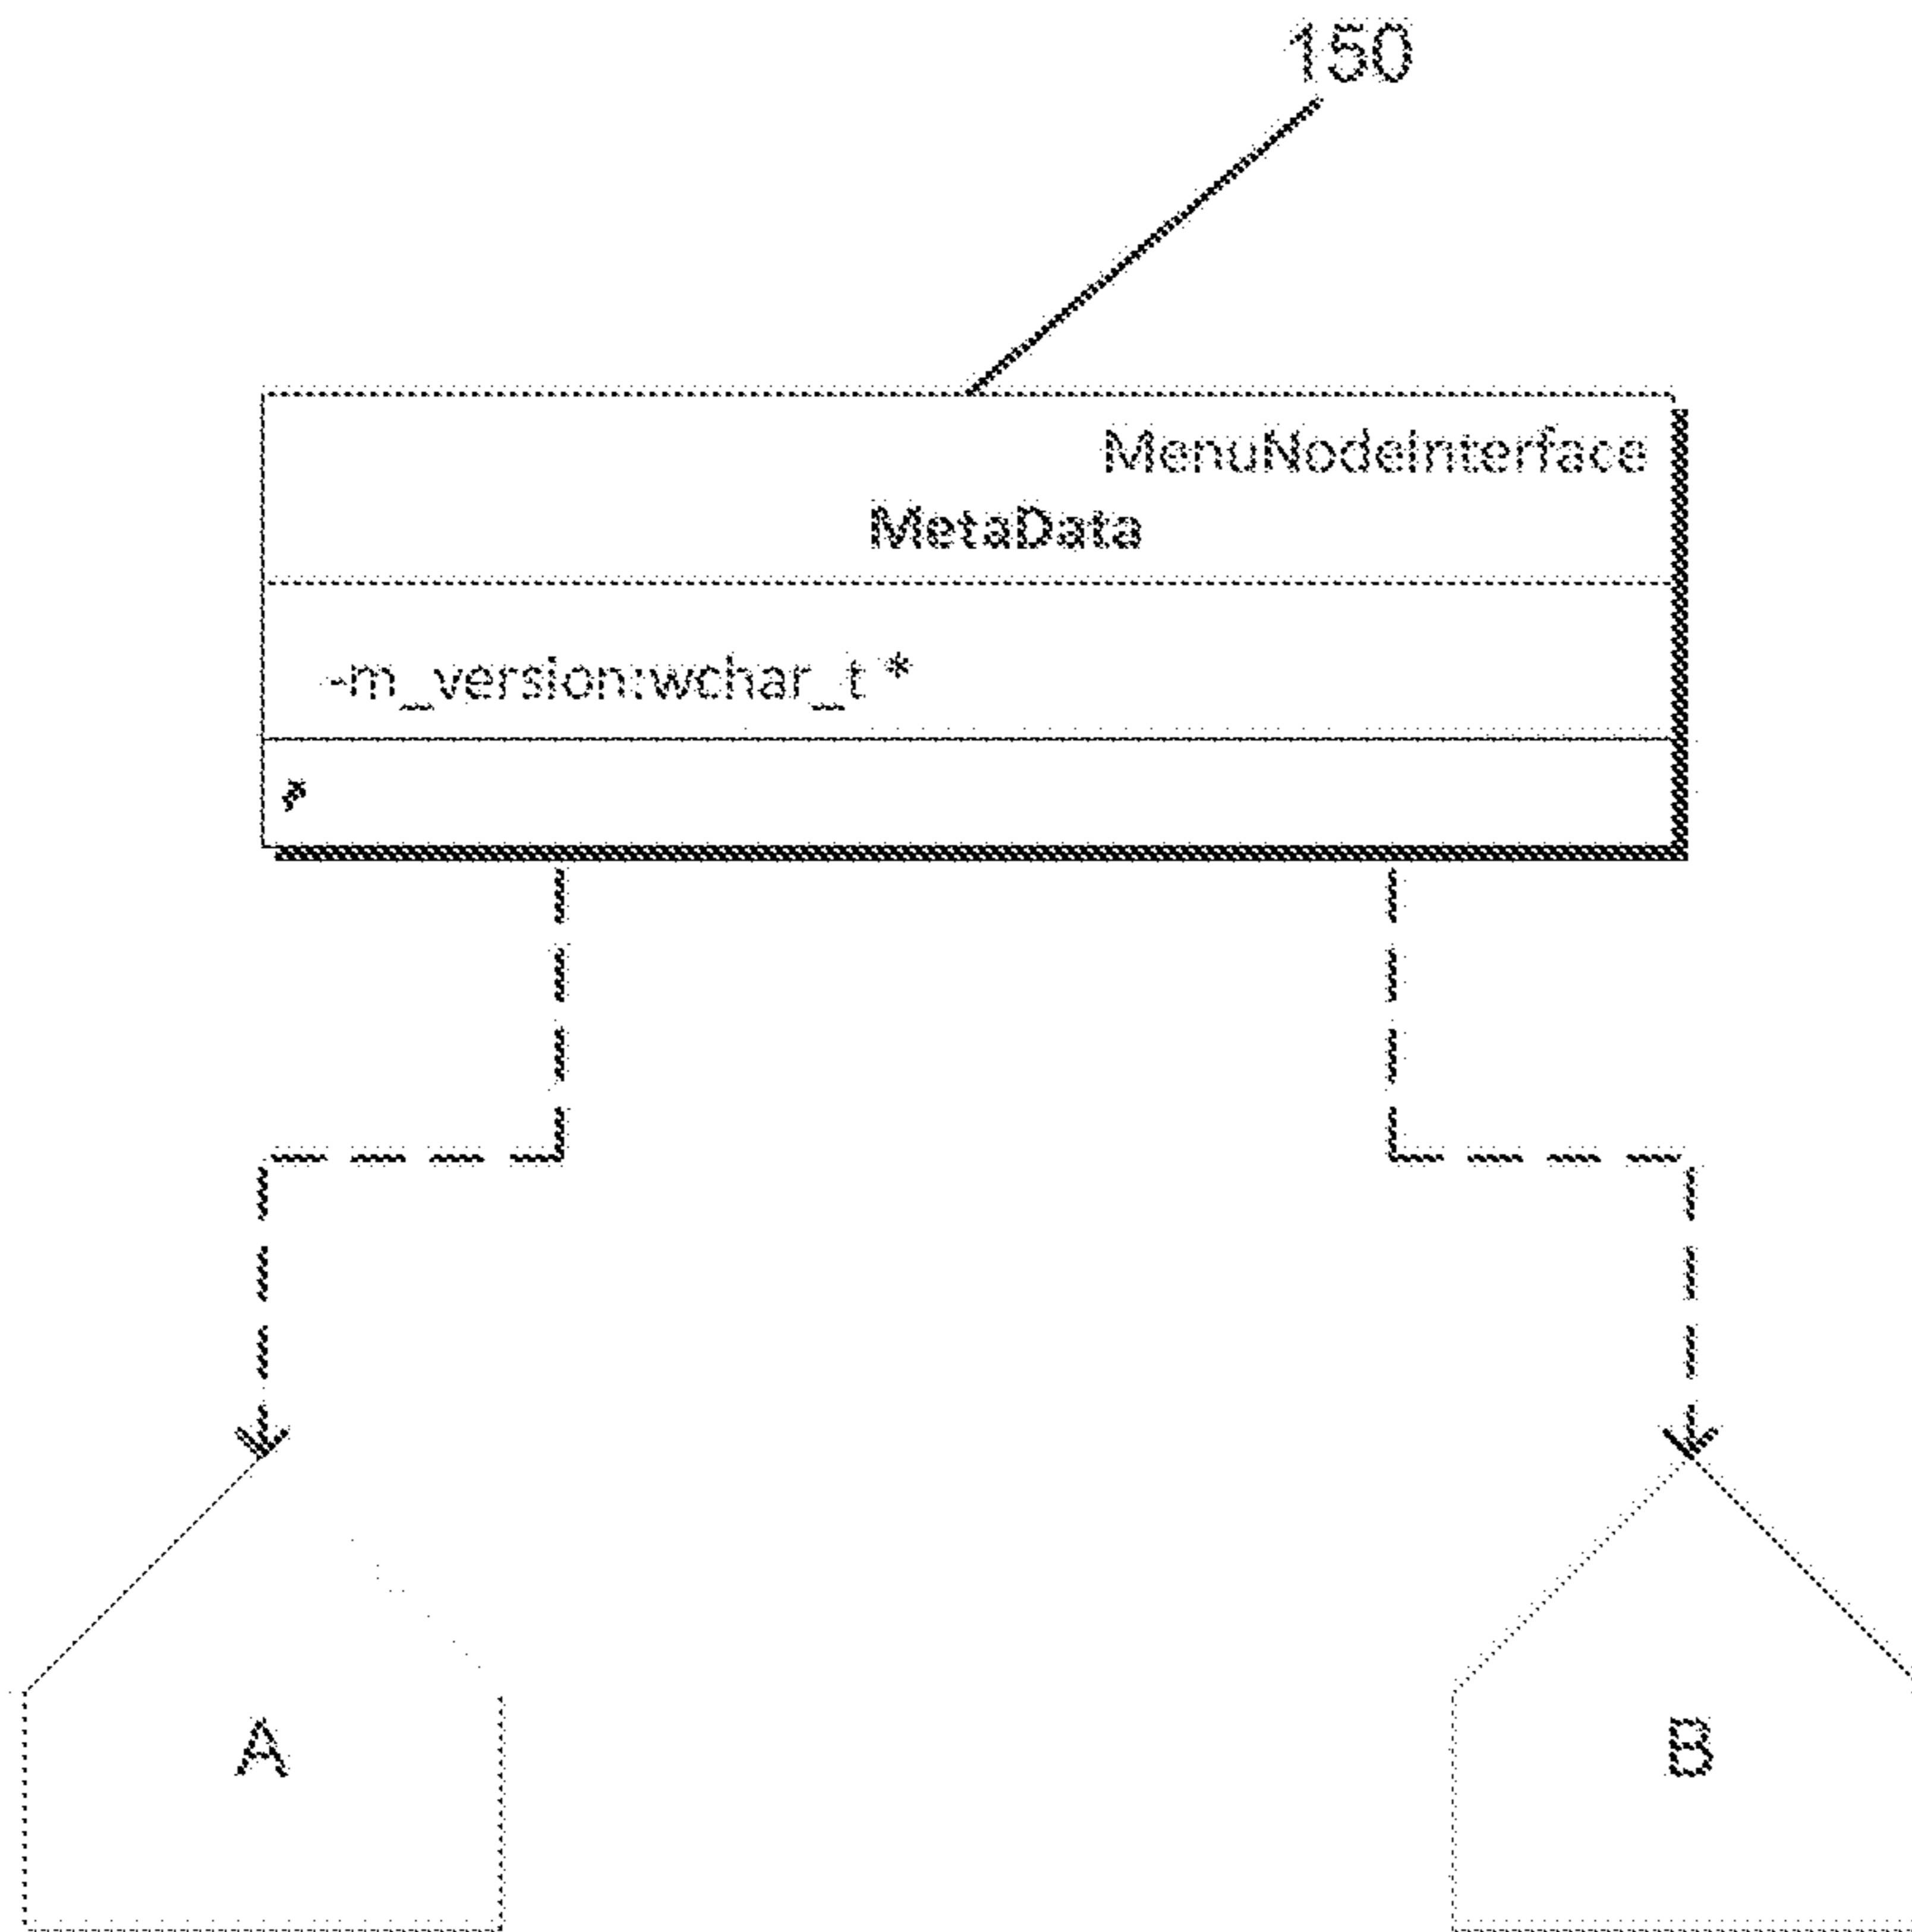 150
MenuNodeInterface
MetaData
-m_version:wchar_t *
A
B